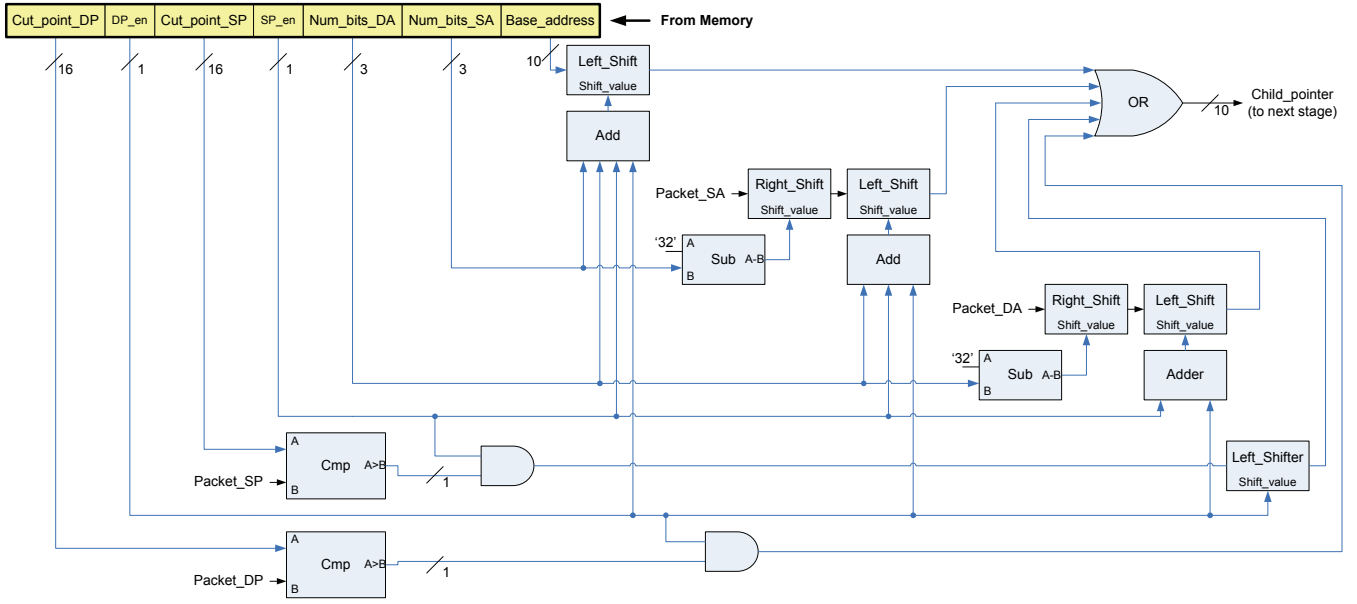 Cut_point_DP DP_en Cut_point_SP SP_en Num_bits_DA Num_bits_SA Base_address From Memory
16 1 16 1 3 3 10
Left_Shift
Shift_value
Add
OR
10
Child_pointer
(to next stage)
Packet_SA
Right_Shift
Shift_value
Left_Shift
Shift_value
'32'
A
B
Sub
A-B
Add
Packet_DA
Right_Shift
Shift_value
Left_Shift
Shift_value
'32'
A
B
Sub
A-B
Adder
A
Cmp
A>B
B
Packet_SP
1
Left_Shifter
Shift_value
A
Cmp
A>B
B
Packet_DP
1